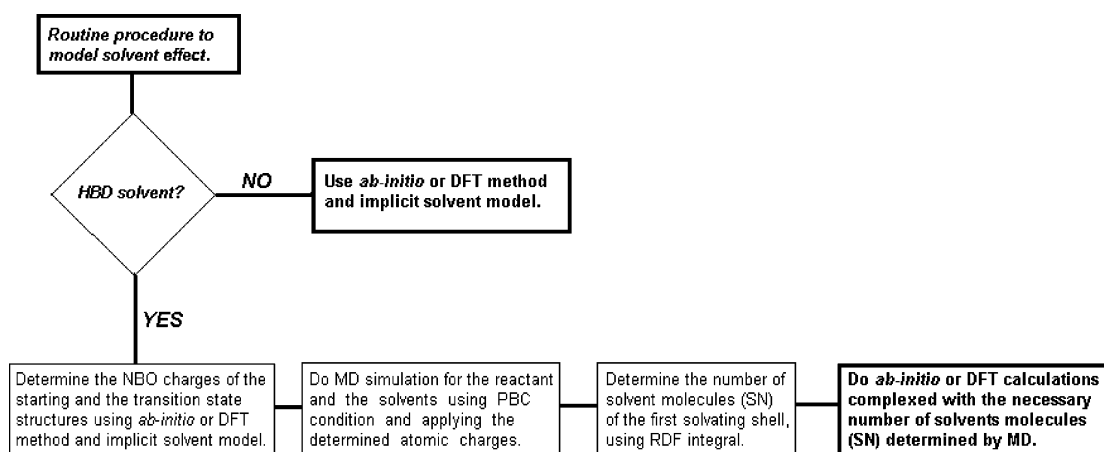 Routine procedure to
model solvent effect.
HBD solvent?
NO
Use ab-initio or DFT method
and implicit solvent model.
YES
Determine the NBO charges of the
starting and the transition state
structures using ab-initio or DFT
method and implicit solvent model.
Do MD simulation for the reactant
and the solvents using PBC
condition and applying the
determined atomic charges.
Determine the number of
solvent molecules (SN)
of the first solvating shell,
using RDF integral.
Do ab-initio or DFT calculations
complexed with the necessary
number of solvents molecules
(SN) determined by MD.